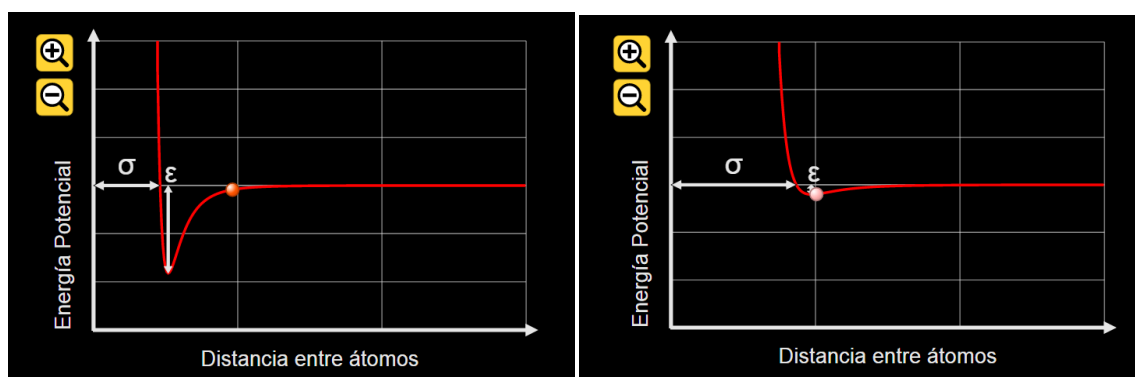 σ
ε
Energía Potencial
Distancia entre átomos
σ
ε
Energía Potencial
Distancia entre átomos